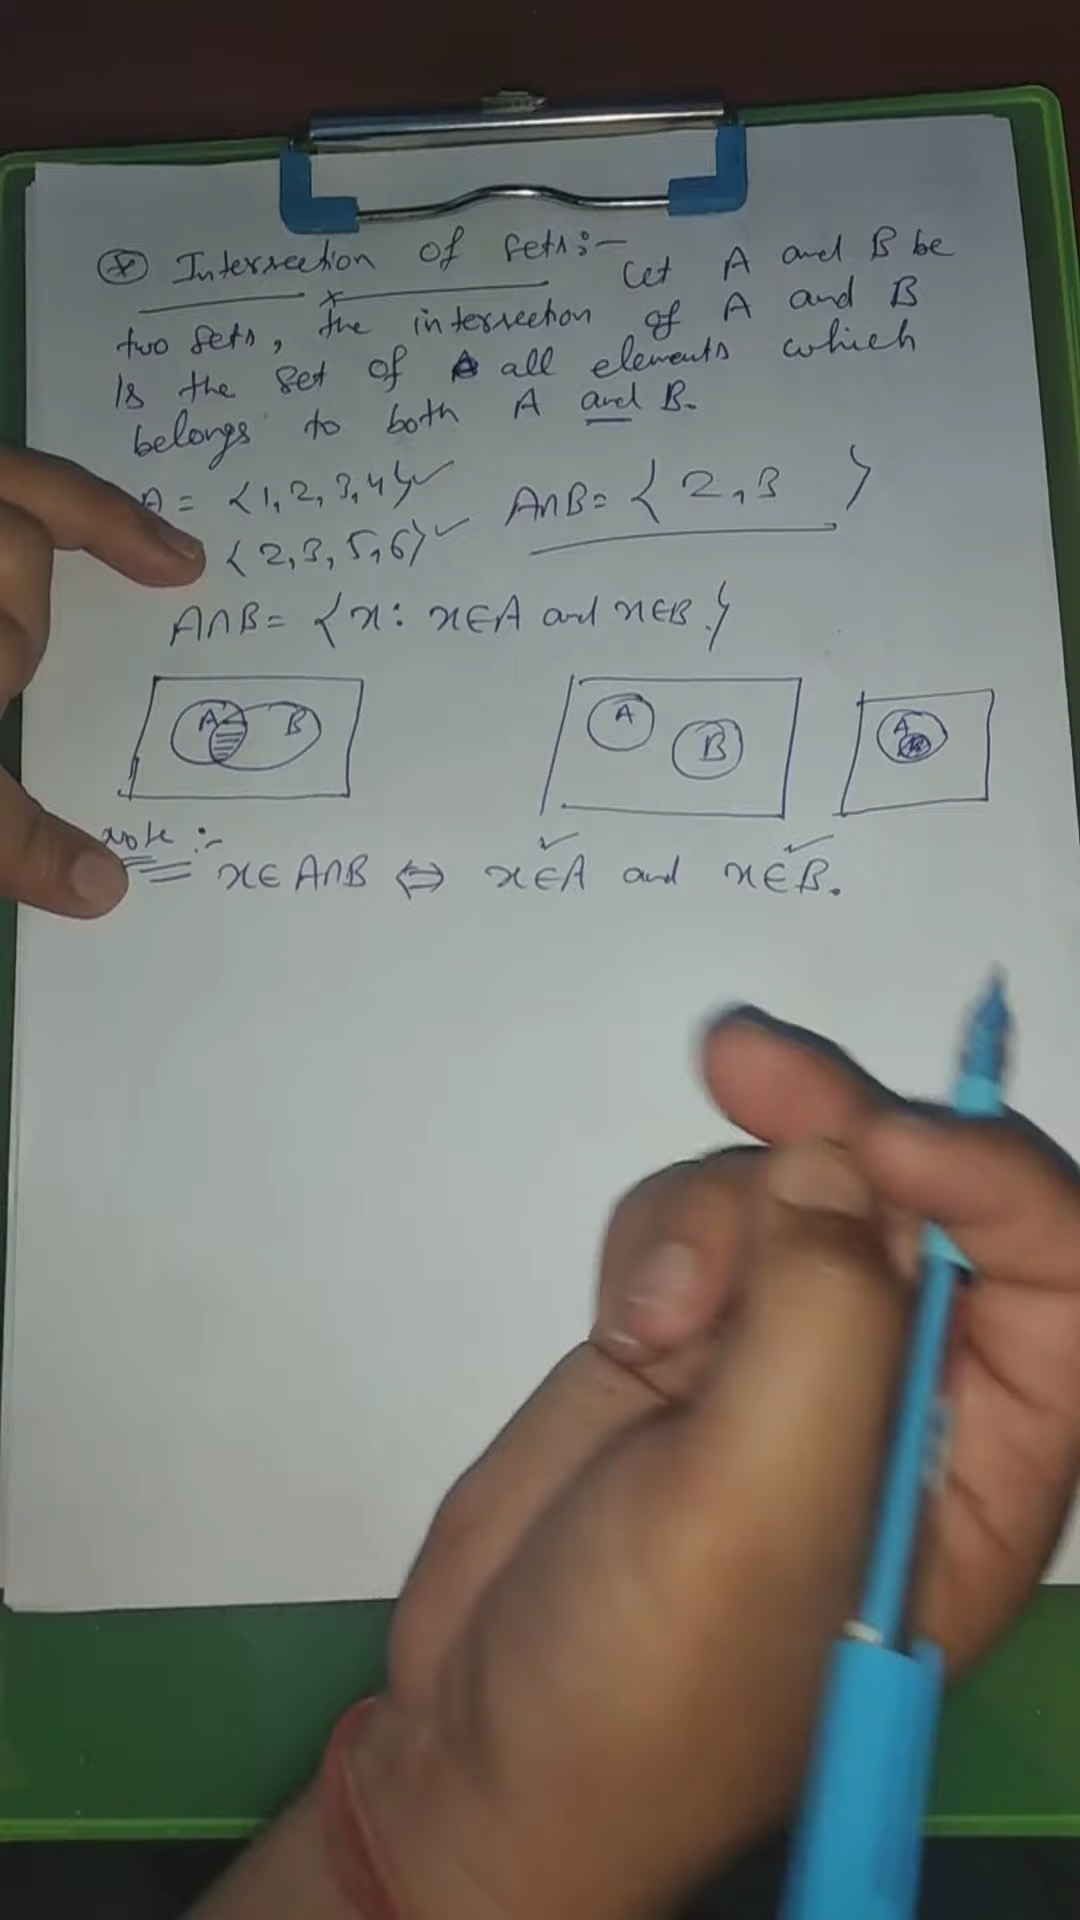 Intersection of sets:- Let A and B be
two sets, the intersection of A and B
is the set of all elements which
belongs to both A and B.
A = {1, 2, 3, 4} ✓ A∩B = { 2, 3 }
{2, 3, 5, 6} ✓
A∩B = {x : x∈A and x∈B.}
A B A B A B
Note :-
x∈A∩B ⇔ x∈A and x∈B.